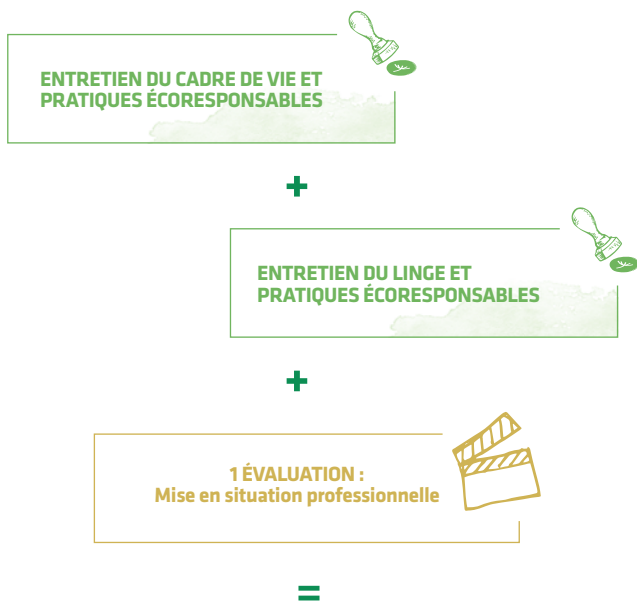 ENTRETIEN DU CADRE DE VIE ET
PRATIQUES ÉCORESPONSABLES
+
ENTRETIEN DU LINGE ET
PRATIQUES ÉCORESPONSABLES
+
1 ÉVALUATION :
Mise en situation professionnelle
=